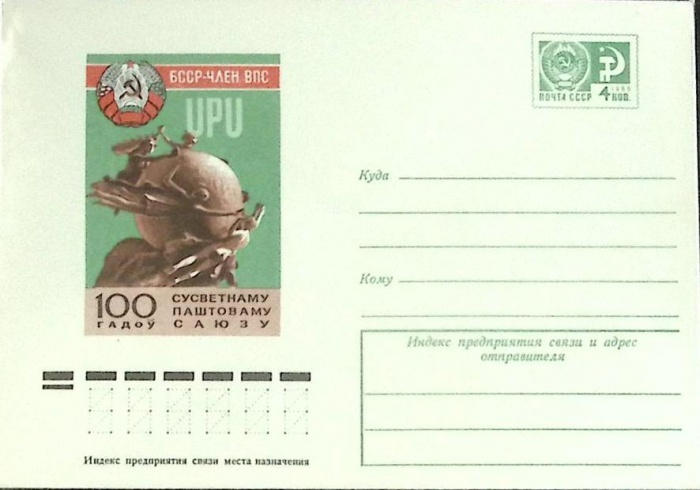 БССР-ЧЛЕН ВПС
UPU
100 ГАДОЎ
СУСВЕТНАМУ
ПАШТОВАМУ
САЮЗУ
ПОЧТА СССР
4 КОП.
1966
Куда
Кому
Индекс предприятия связи и адрес
отправителя
Индекс предприятия связи места назначения